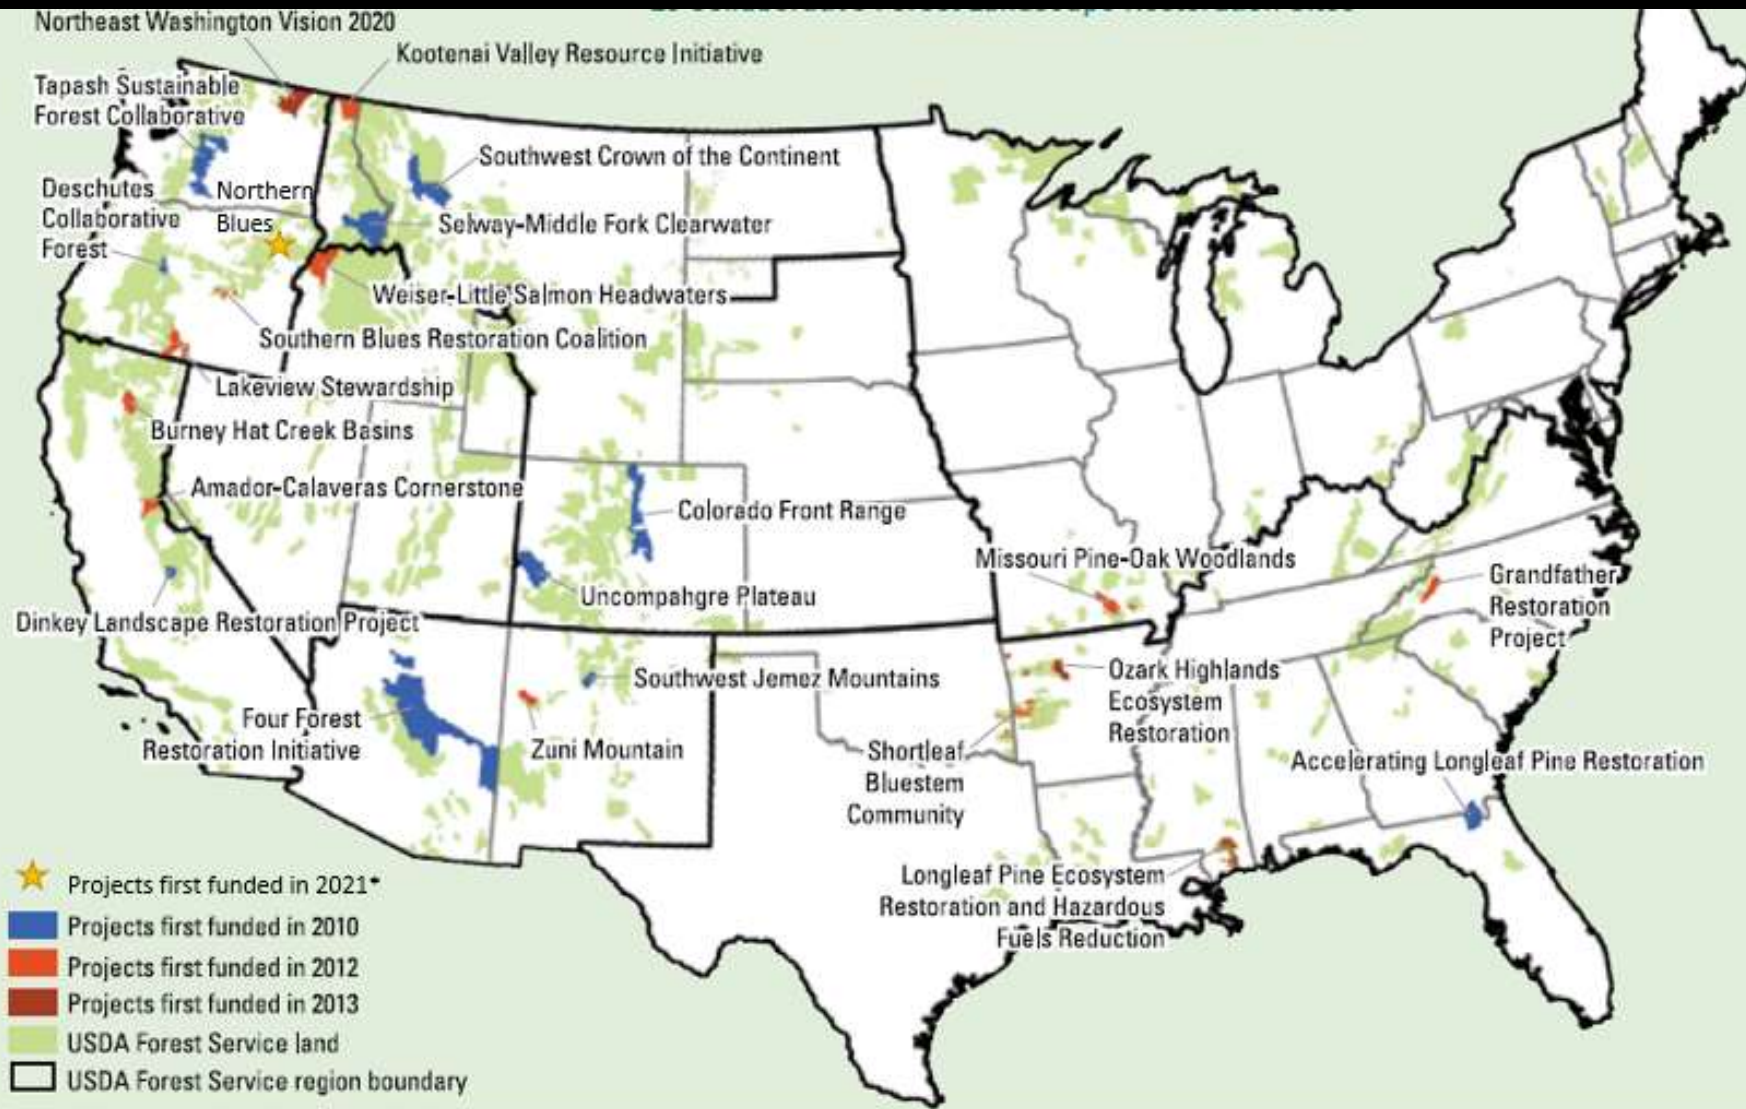 Northeast Washington Vision 2020
Kootenai Valley Resource Initiative
Tapash Sustainable
Forest Collaborative
Southwest Crown of the Continent
Deschutes
Collaborative
Forest
Northern
Blues
Selway-Middle Fork Clearwater
Weiser-Little Salmon Headwaters
Southern Blues Restoration Coalition
Lakeview Stewardship
Burney Hat Creek Basins
Amador-Calaveras Cornerstone
Colorado Front Range
Missouri Pine-Oak Woodlands
Grandfather
Restoration
Project
Uncompahgre Plateau
Dinkey Landscape Restoration Project
Southwest Jemez Mountains
Ozark Highlands
Ecosystem
Restoration
Four Forest
Restoration Initiative
Zuni Mountain
Shortleaf
Bluestem
Community
Accelerating Longleaf Pine Restoration
Longleaf Pine Ecosystem
Restoration and Hazardous
Fuels Reduction
Projects first funded in 2021*
Projects first funded in 2010
Projects first funded in 2012
Projects first funded in 2013
USDA Forest Service land
USDA Forest Service region boundary